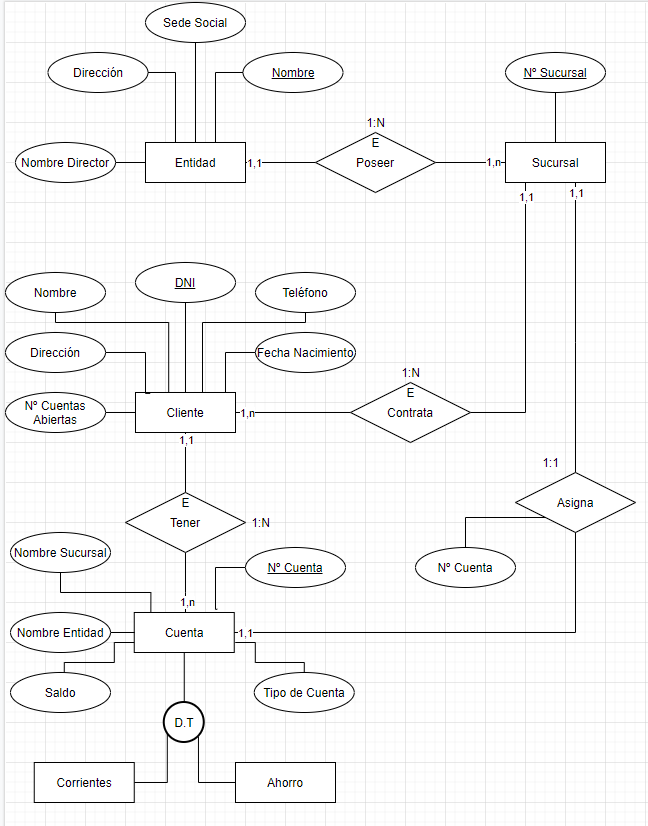 Sede Social
Dirección
Nombre
Nº Sucursal
1:N
E
Nombre Director
Entidad
1,1
Poseer
1,n
Sucursal
1,1
1,1
DNI
Nombre
Teléfono
Dirección
Fecha Nacimiento
1:N
E
Nº Cuentas
Abiertas
Cliente
1,n
Contrata
1,1
1:1
E
Asigna
Tener
1:N
Nombre Sucursal
Nº Cuenta
Nº Cuenta
1,n
Nombre Entidad
Cuenta
1,1
Saldo
Tipo de Cuenta
D.T
Corrientes
Ahorro